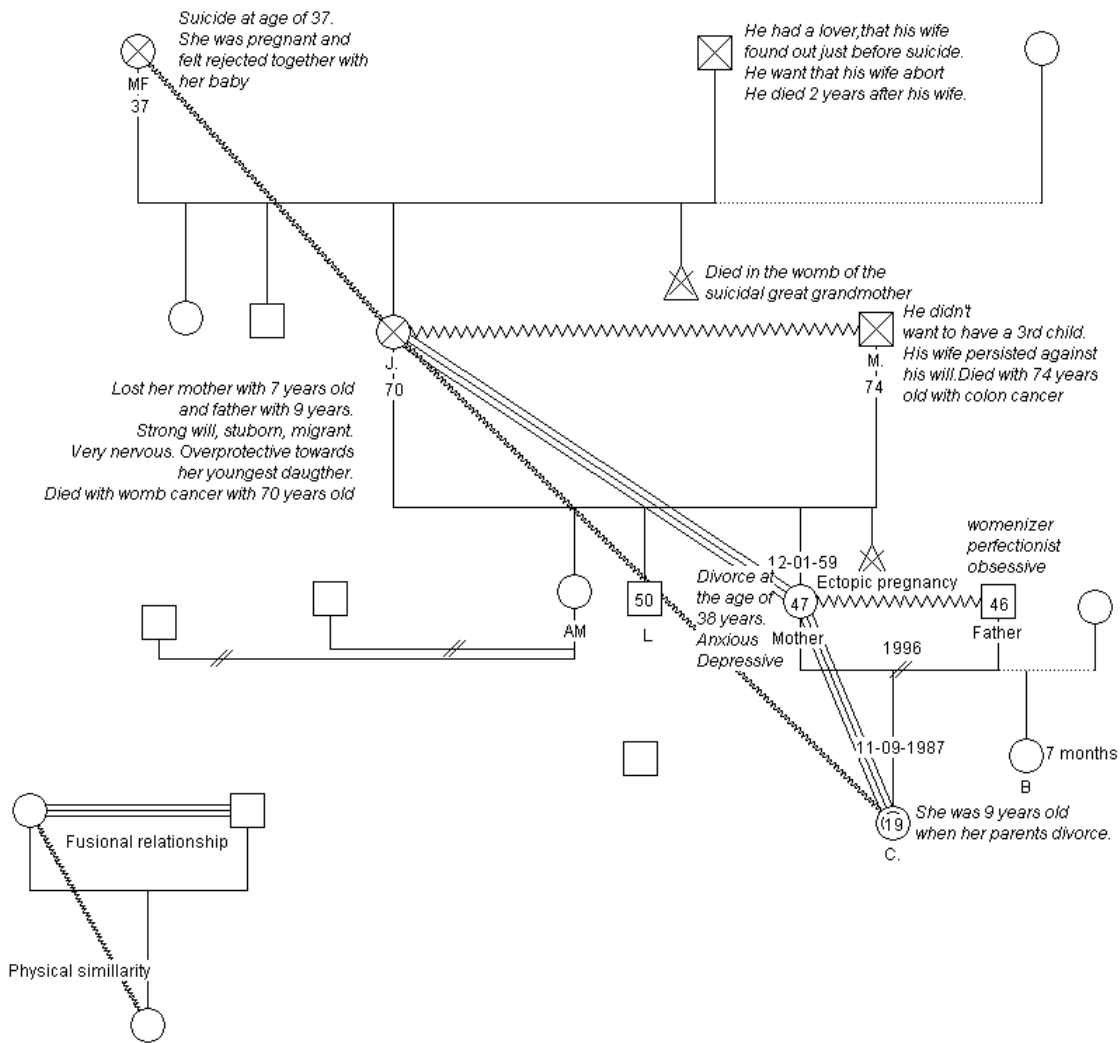 Suicide at age of 37.
She was pregnant and
felt rejected together with
her baby
MF
37
He had a lover,that his wife
found out just before suicide.
He want that his wife abort
He died 2 years after his wife.
Died in the womb of the
suicidal great grandmother
J.
70
Lost her mother with 7 years old
and father with 9 years.
Strong will, stuborn, migrant.
Very nervous. Overprotective towards
her youngest daugther.
Died with womb cancer with 70 years old
M.
74
He didn't
want to have a 3rd child.
His wife persisted against
his will.Died with 74 years
old with colon cancer
AM
50
L
12-01-59
Divorce at
the age of
38 years.
Anxious
Depressive
47
Mother
Ectopic pregnancy
womenizer
perfectionist
obsessive
46
Father
1996
11-09-1987
7 months
B
19
C.
She was 9 years old
when her parents divorce.
Fusional relationship
Physical simillarity